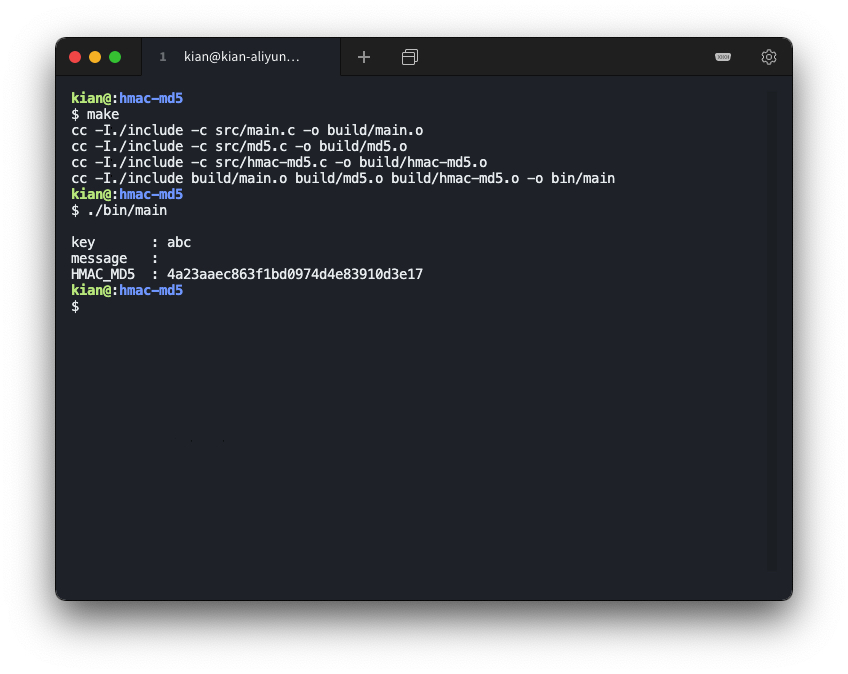 1 kian@kian-aliyun...
kian@:hmac-md5
$ make
cc -I./include -c src/main.c -o build/main.o
cc -I./include -c src/md5.c -o build/md5.o
cc -I./include -c src/hmac-md5.c -o build/hmac-md5.o
cc -I./include build/main.o build/md5.o build/hmac-md5.o -o bin/main
kian@:hmac-md5
$ ./bin/main
key       : abc
message   :
HMAC_MD5  : 4a23aaec863f1bd0974d4e83910d3e17
kian@:hmac-md5
$